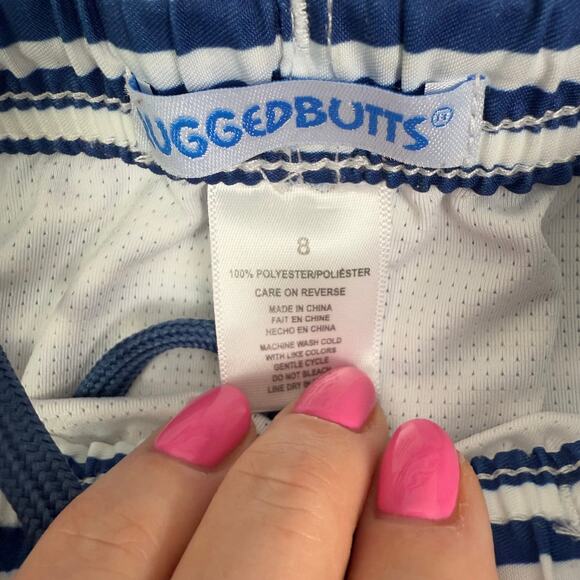 UGGEDBUTTS®
8
100% POLYESTER/POLIÉSTER
CARE ON REVERSE
MADE IN CHINA
FAIT EN CHINE
HECHO EN CHINA
MACHINE WASH COLD
WITH LIKE COLORS
GENTLE CYCLE
DO NOT BLEACH
LINE DRY